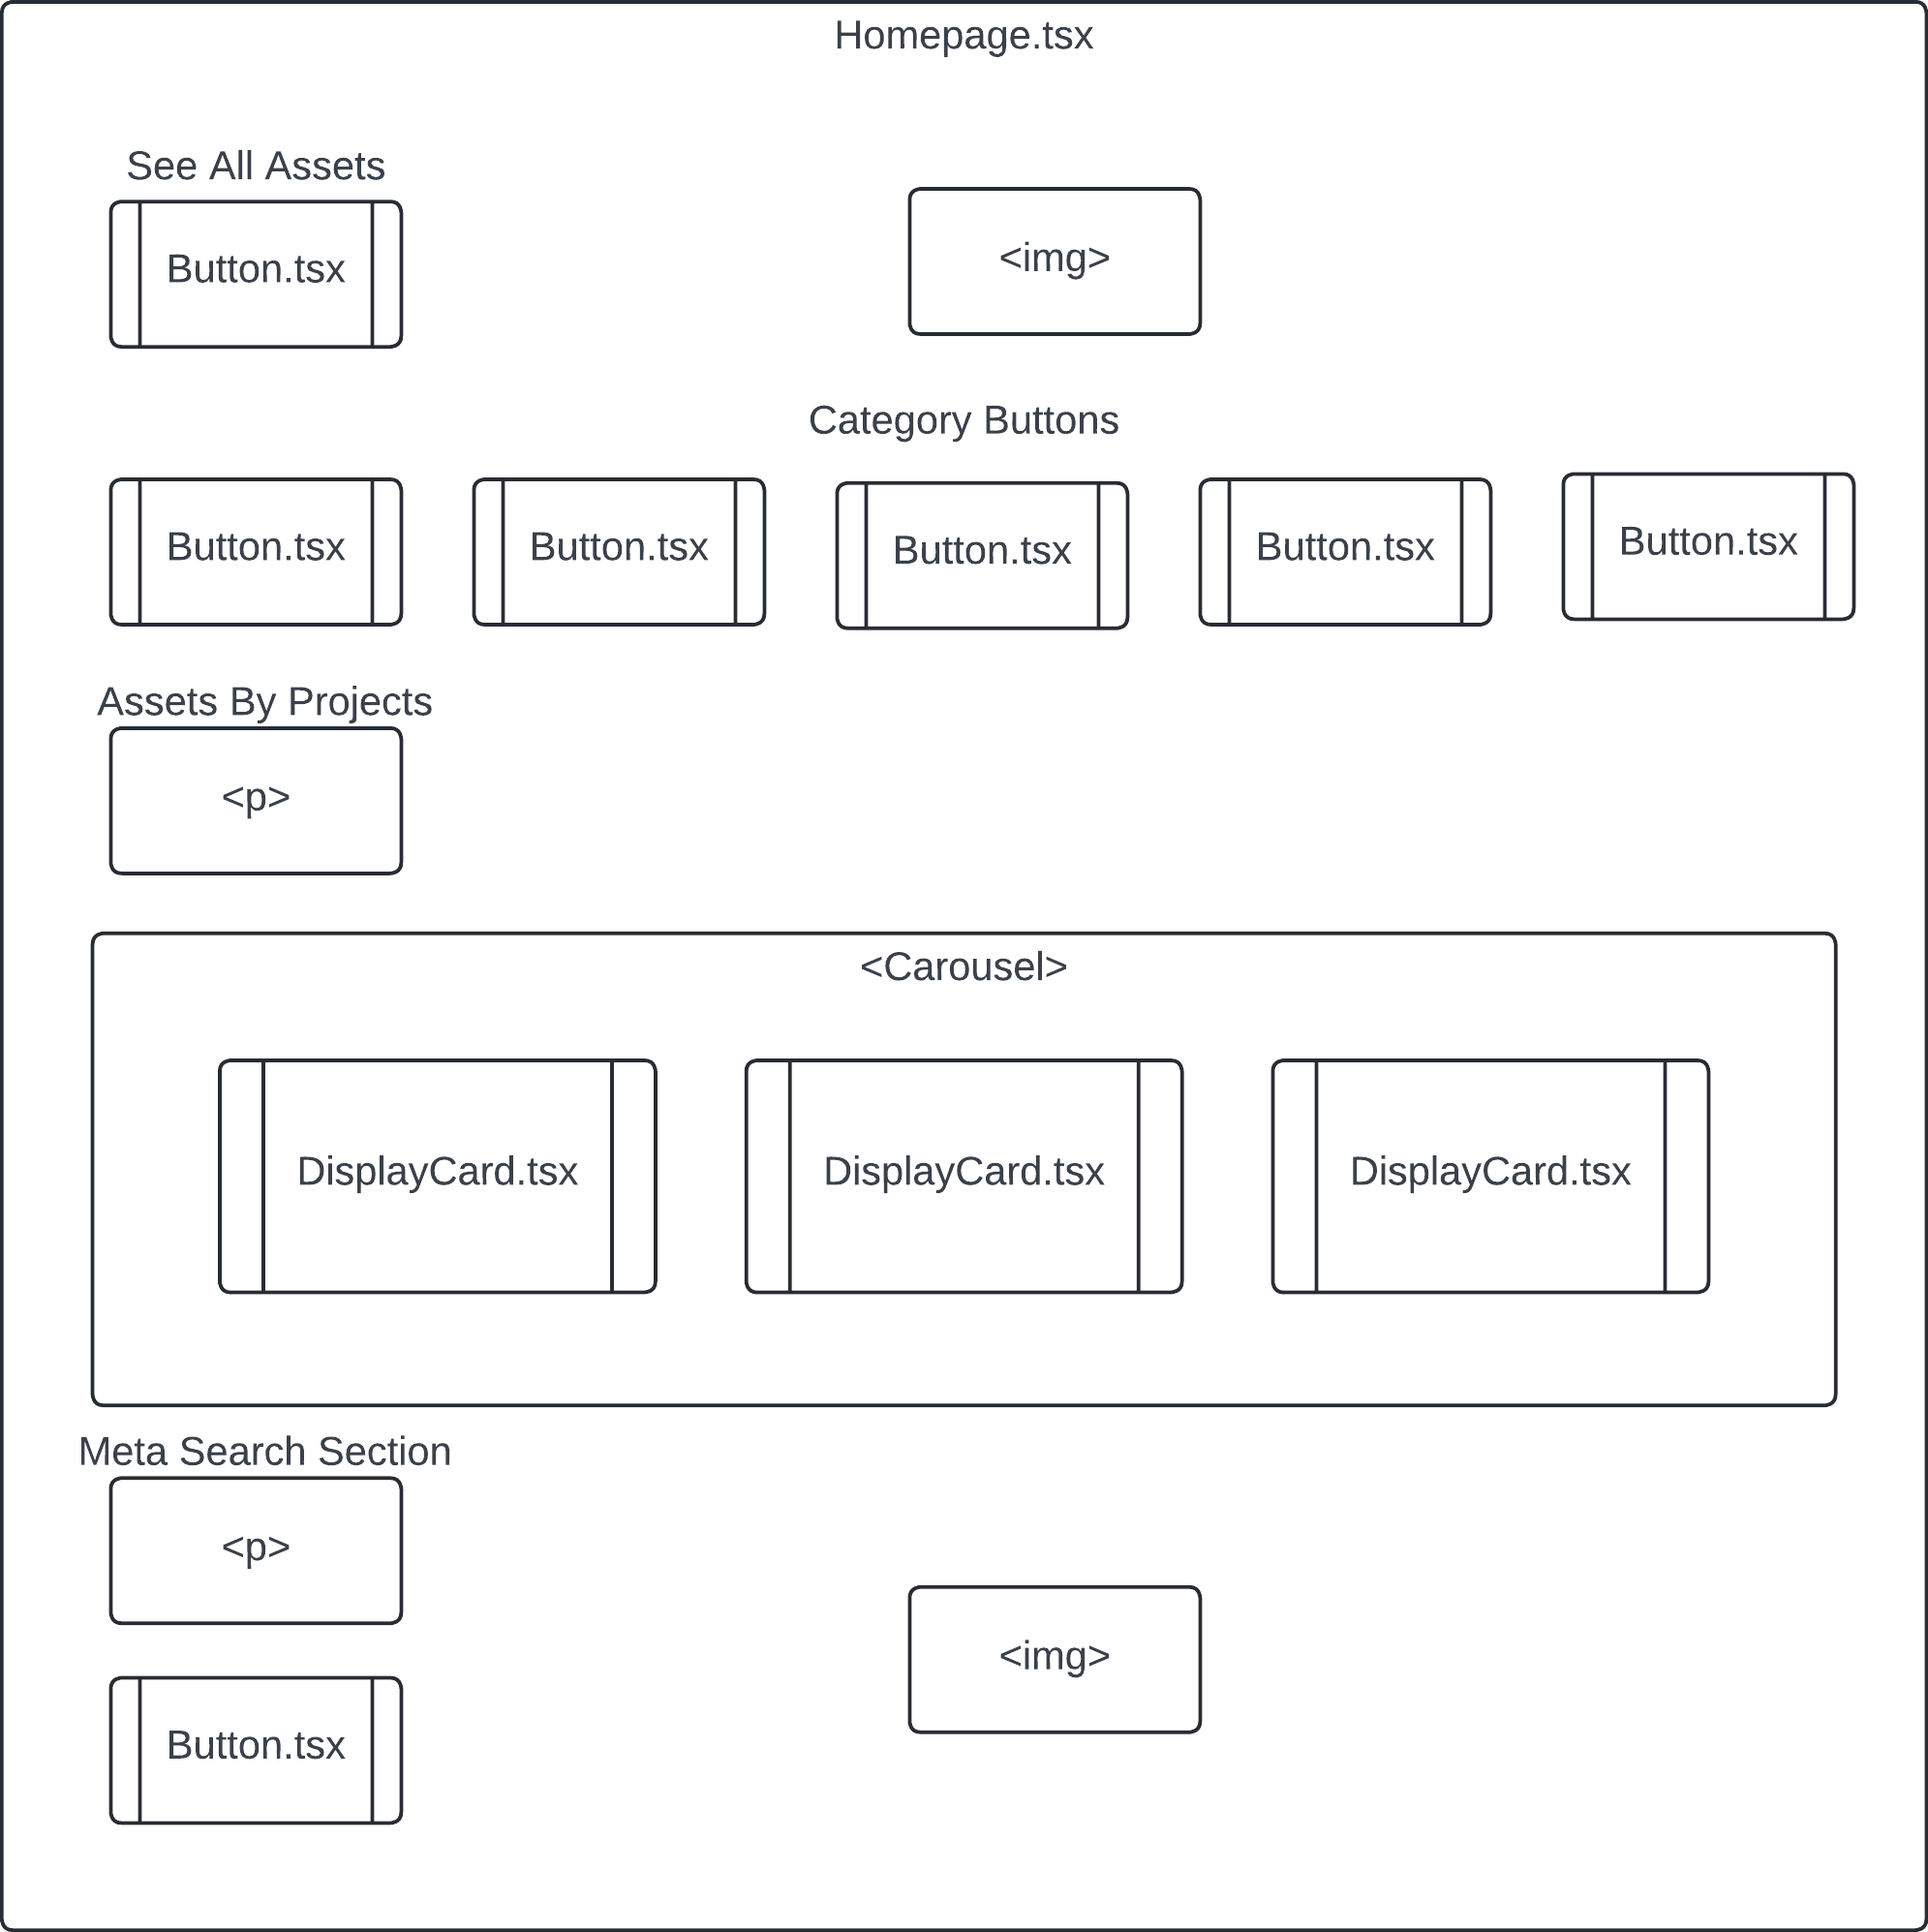 Homepage.tsx
See All Assets
Button.tsx
<img>
Category Buttons
Button.tsx
Button.tsx
Button.tsx
Button.tsx
Button.tsx
Assets By Projects
<p>
<Carousel>
DisplayCard.tsx
DisplayCard.tsx
DisplayCard.tsx
Meta Search Section
<p>
<img>
Button.tsx